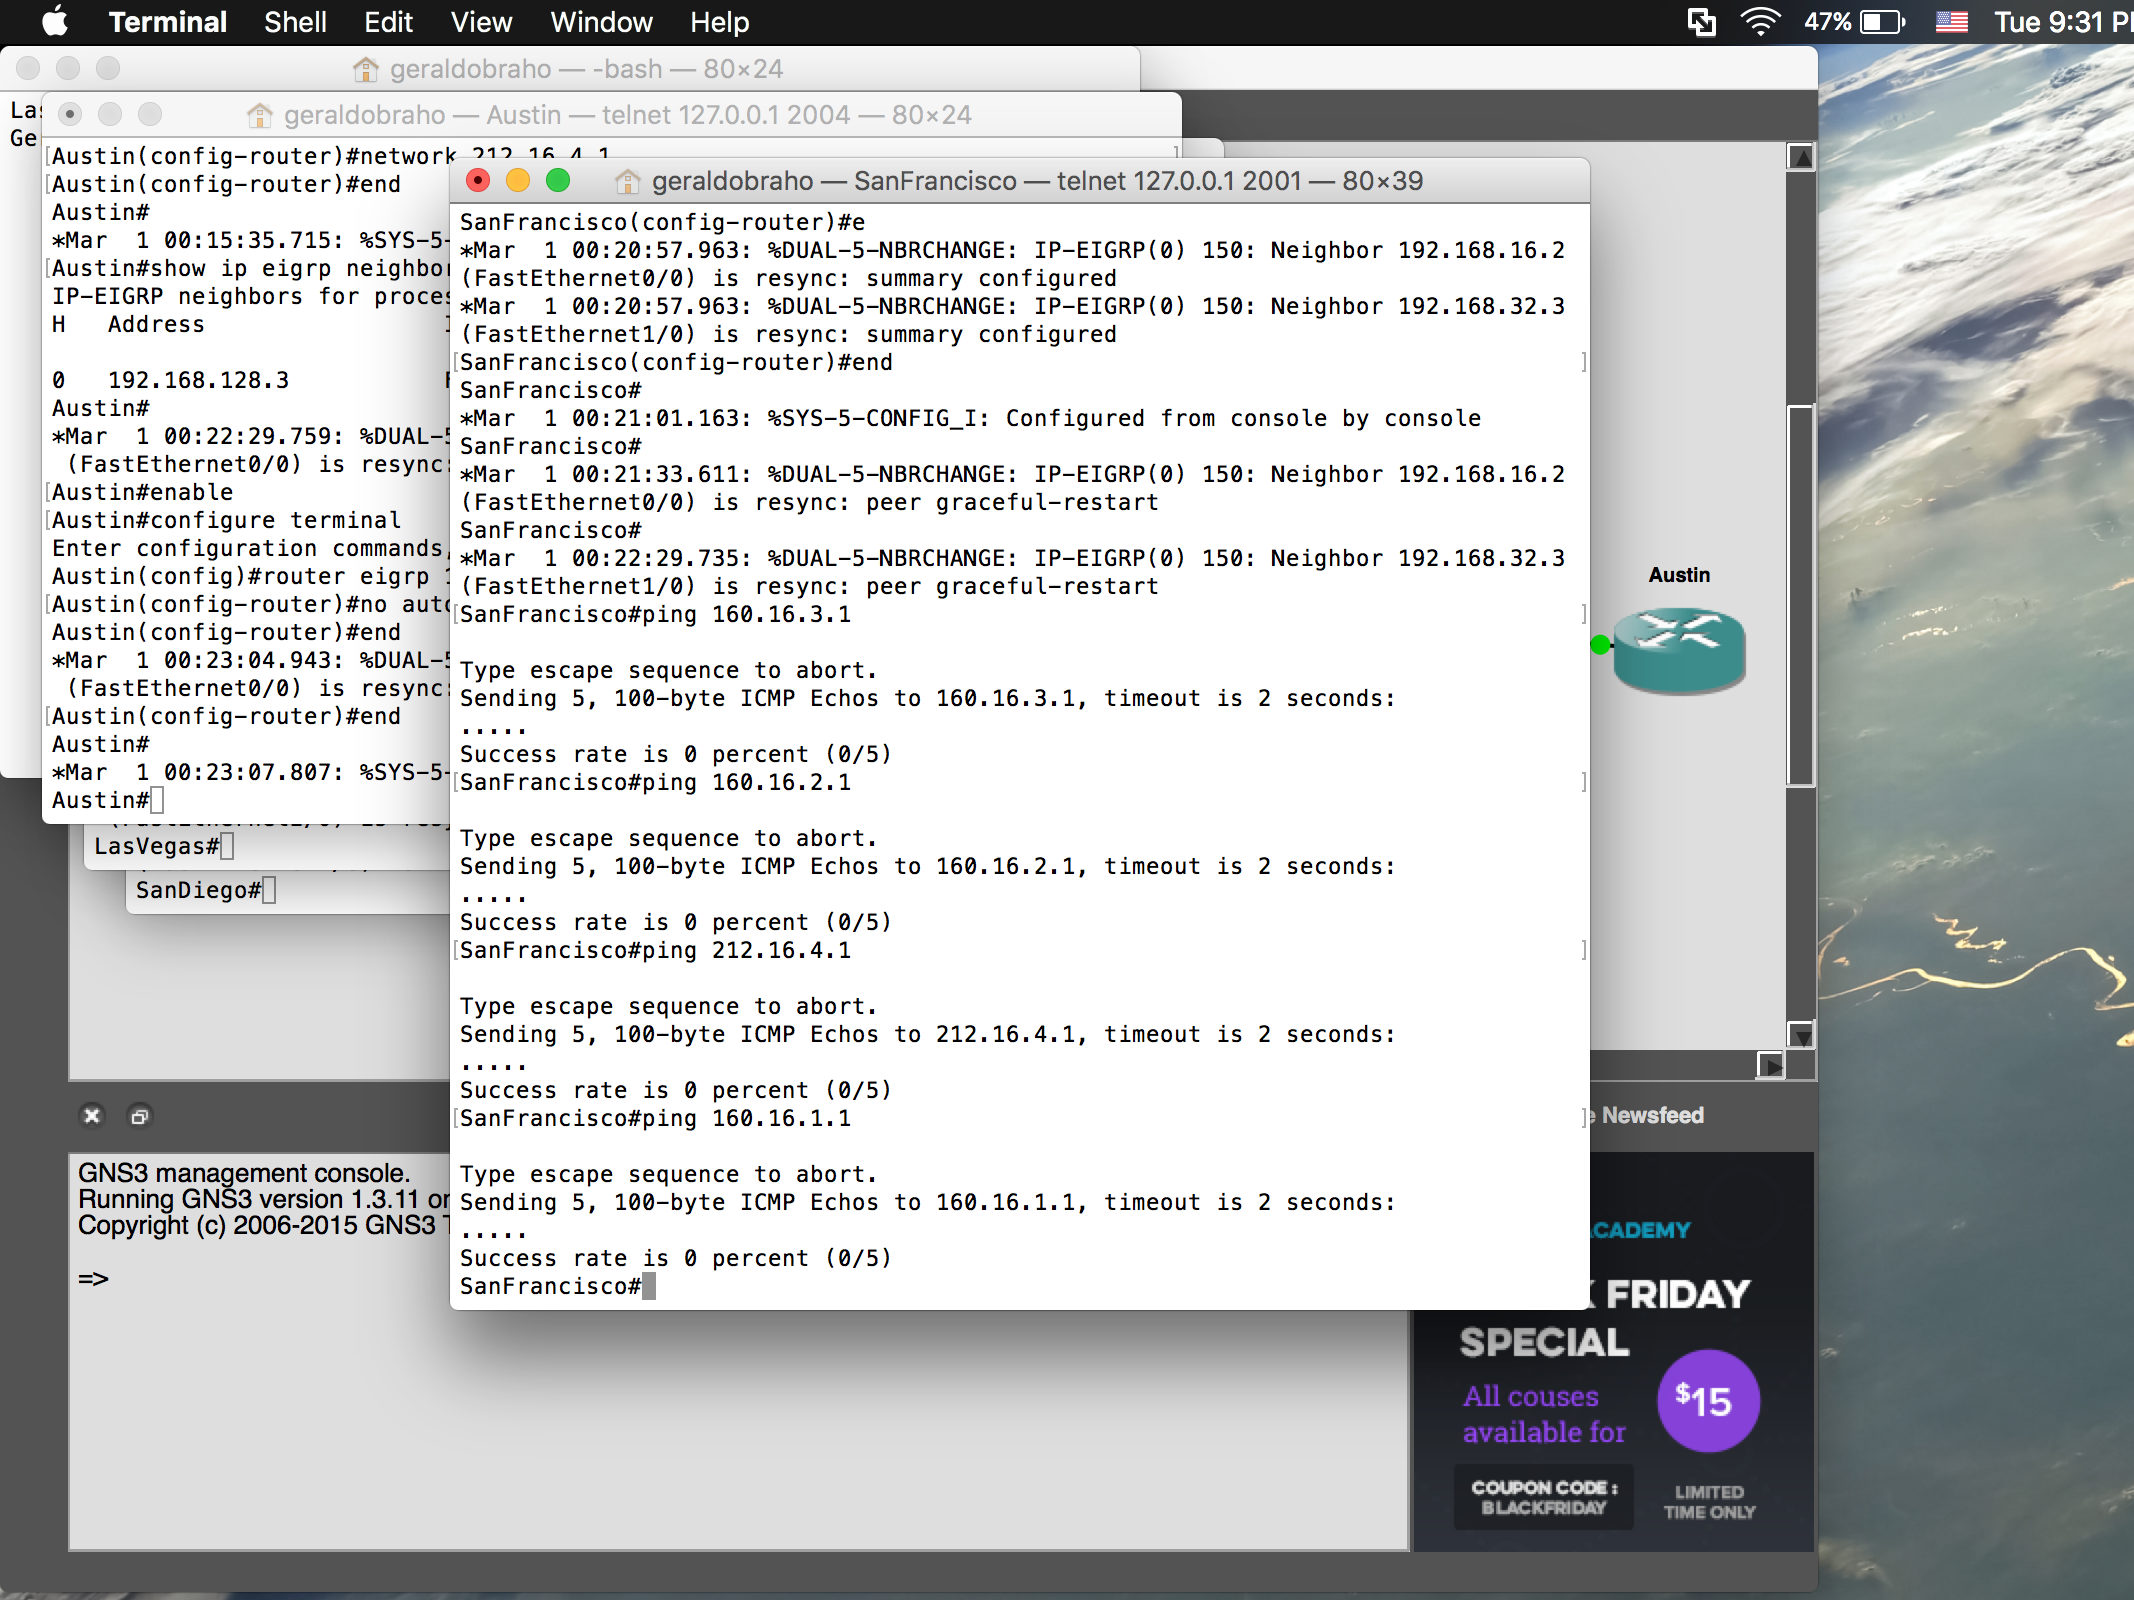 Terminal Shell Edit View Window Help 47% Tue 9:31
geraldobraho — -bash — 80×24
geraldobraho — Austin — telnet 127.0.0.1 2004 — 80×24
Austin(config-router)#network 212.16.4.1
Austin(config-router)#end
Austin#
*Mar  1 00:15:35.715: %SYS-5-
Austin#show ip eigrp neighbor
IP-EIGRP neighbors for proces
H   Address
0   192.168.128.3
Austin#
*Mar  1 00:22:29.759: %DUAL-5
(FastEthernet0/0) is resync:
Austin#enable
Austin#configure terminal
Enter configuration commands,
Austin(config)#router eigrp 1
Austin(config-router)#no auto
Austin(config-router)#end
*Mar  1 00:23:04.943: %DUAL-5
(FastEthernet0/0) is resync:
Austin(config-router)#end
Austin#
*Mar  1 00:23:07.807: %SYS-5-
Austin#
LasVegas#
SanDiego#
geraldobraho — SanFrancisco — telnet 127.0.0.1 2001 — 80×39
SanFrancisco(config-router)#e
*Mar  1 00:20:57.963: %DUAL-5-NBRCHANGE: IP-EIGRP(0) 150: Neighbor 192.168.16.2
(FastEthernet0/0) is resync: summary configured
*Mar  1 00:20:57.963: %DUAL-5-NBRCHANGE: IP-EIGRP(0) 150: Neighbor 192.168.32.3
(FastEthernet1/0) is resync: summary configured
SanFrancisco(config-router)#end
SanFrancisco#
*Mar  1 00:21:01.163: %SYS-5-CONFIG_I: Configured from console by console
SanFrancisco#
*Mar  1 00:21:33.611: %DUAL-5-NBRCHANGE: IP-EIGRP(0) 150: Neighbor 192.168.16.2
(FastEthernet0/0) is resync: peer graceful-restart
SanFrancisco#
*Mar  1 00:22:29.735: %DUAL-5-NBRCHANGE: IP-EIGRP(0) 150: Neighbor 192.168.32.3
(FastEthernet1/0) is resync: peer graceful-restart
SanFrancisco#ping 160.16.3.1
Type escape sequence to abort.
Sending 5, 100-byte ICMP Echos to 160.16.3.1, timeout is 2 seconds:
.....
Success rate is 0 percent (0/5)
SanFrancisco#ping 160.16.2.1
Type escape sequence to abort.
Sending 5, 100-byte ICMP Echos to 160.16.2.1, timeout is 2 seconds:
.....
Success rate is 0 percent (0/5)
SanFrancisco#ping 212.16.4.1
Type escape sequence to abort.
Sending 5, 100-byte ICMP Echos to 212.16.4.1, timeout is 2 seconds:
.....
Success rate is 0 percent (0/5)
SanFrancisco#ping 160.16.1.1
Type escape sequence to abort.
Sending 5, 100-byte ICMP Echos to 160.16.1.1, timeout is 2 seconds:
.....
Success rate is 0 percent (0/5)
SanFrancisco#
Austin
GNS3 management console.
Running GNS3 version 1.3.11 on
Copyright (c) 2006-2015 GNS3 T
=>
Newsfeed
CADEMY
K FRIDAY
SPECIAL
All couses
available for
$15
COUPON CODE :
BLACKFRIDAY
LIMITED
TIME ONLY